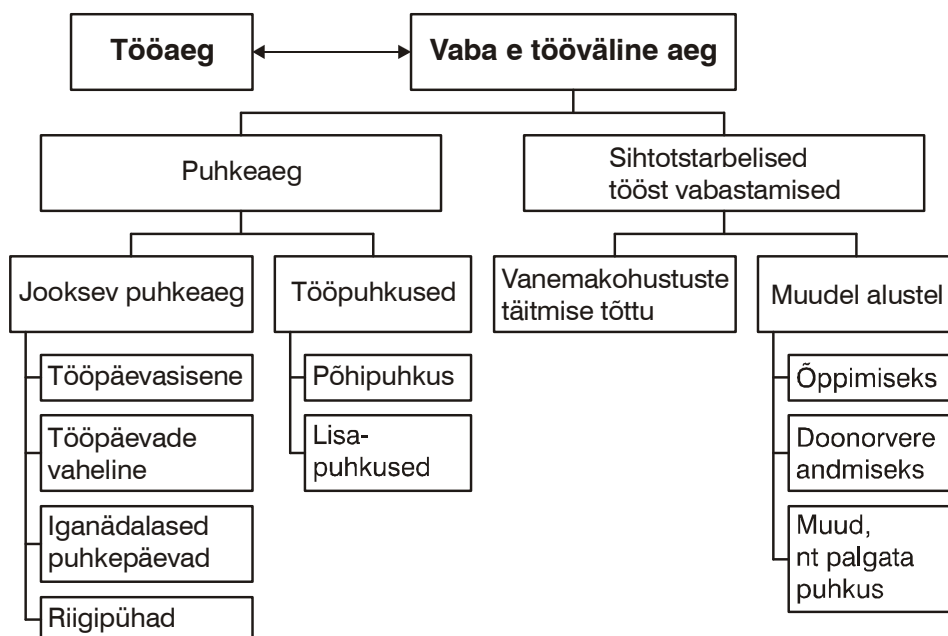 Tööaeg
Vaba e tööväline aeg
Puhkeaeg
Sihtotstarbelised
tööst vabastamised
Jooksev puhkeaeg
Tööpuhkused
Vanemakohustuste
täitmise tõttu
Muudel alustel
Tööpäevasisene
Tööpäevade
vaheline
Iganädalased
puhkepäevad
Riigipühad
Põhipuhkus
Lisa-
puhkused
Õppimiseks
Doonorvere
andmiseks
Muud,
nt palgata
puhkus